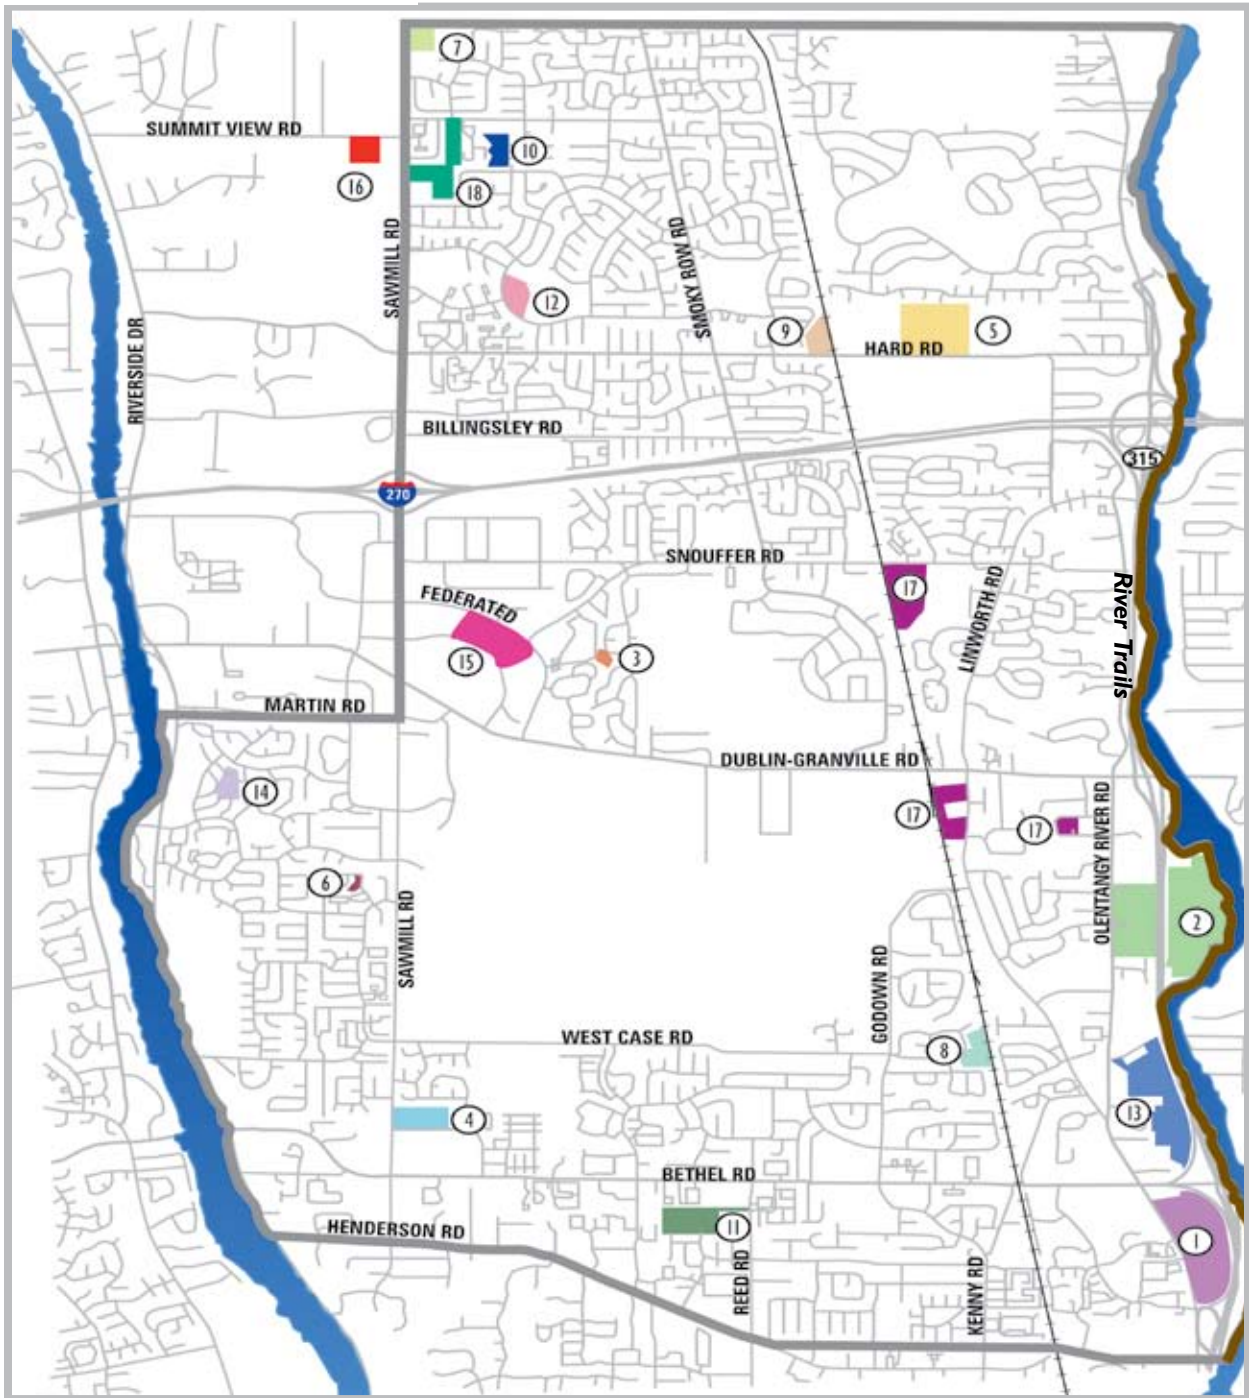 7
SUMMIT VIEW RD
10
16
18
SAWMILL RD
SMOKY ROW RD
12
RIVERSIDE DR
9
5
HARD RD
BILLINGSLEY RD
315
270
SNOUFFER RD
FEDERATED
17
LINWORTH RD
River Trails
15
3
MARTIN RD
DUBLIN-GRANVILLE RD
14
17
17
OLENTANGY RIVER RD
6
SAWMILL RD
2
GODOWN RD
WEST CASE RD
8
4
13
BETHEL RD
HENDERSON RD
11
1
REED RD
KENNY RD